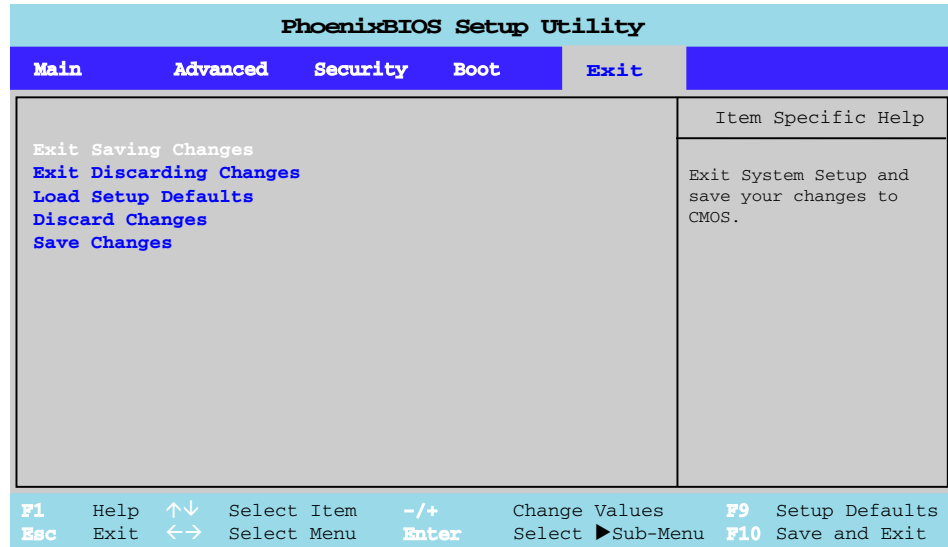 PhoenixBIOS Setup Utility
Main Advanced Security Boot Exit
Item Specific Help
Exit Saving Changes
Exit Discarding Changes
Load Setup Defaults
Discard Changes
Save Changes
Exit System Setup and
save your changes to
CMOS.
F1 Help ↑↓ Select Item -/+ Change Values F9 Setup Defaults
Esc Exit ←→ Select Menu Enter Select ▶Sub-Menu F10 Save and Exit